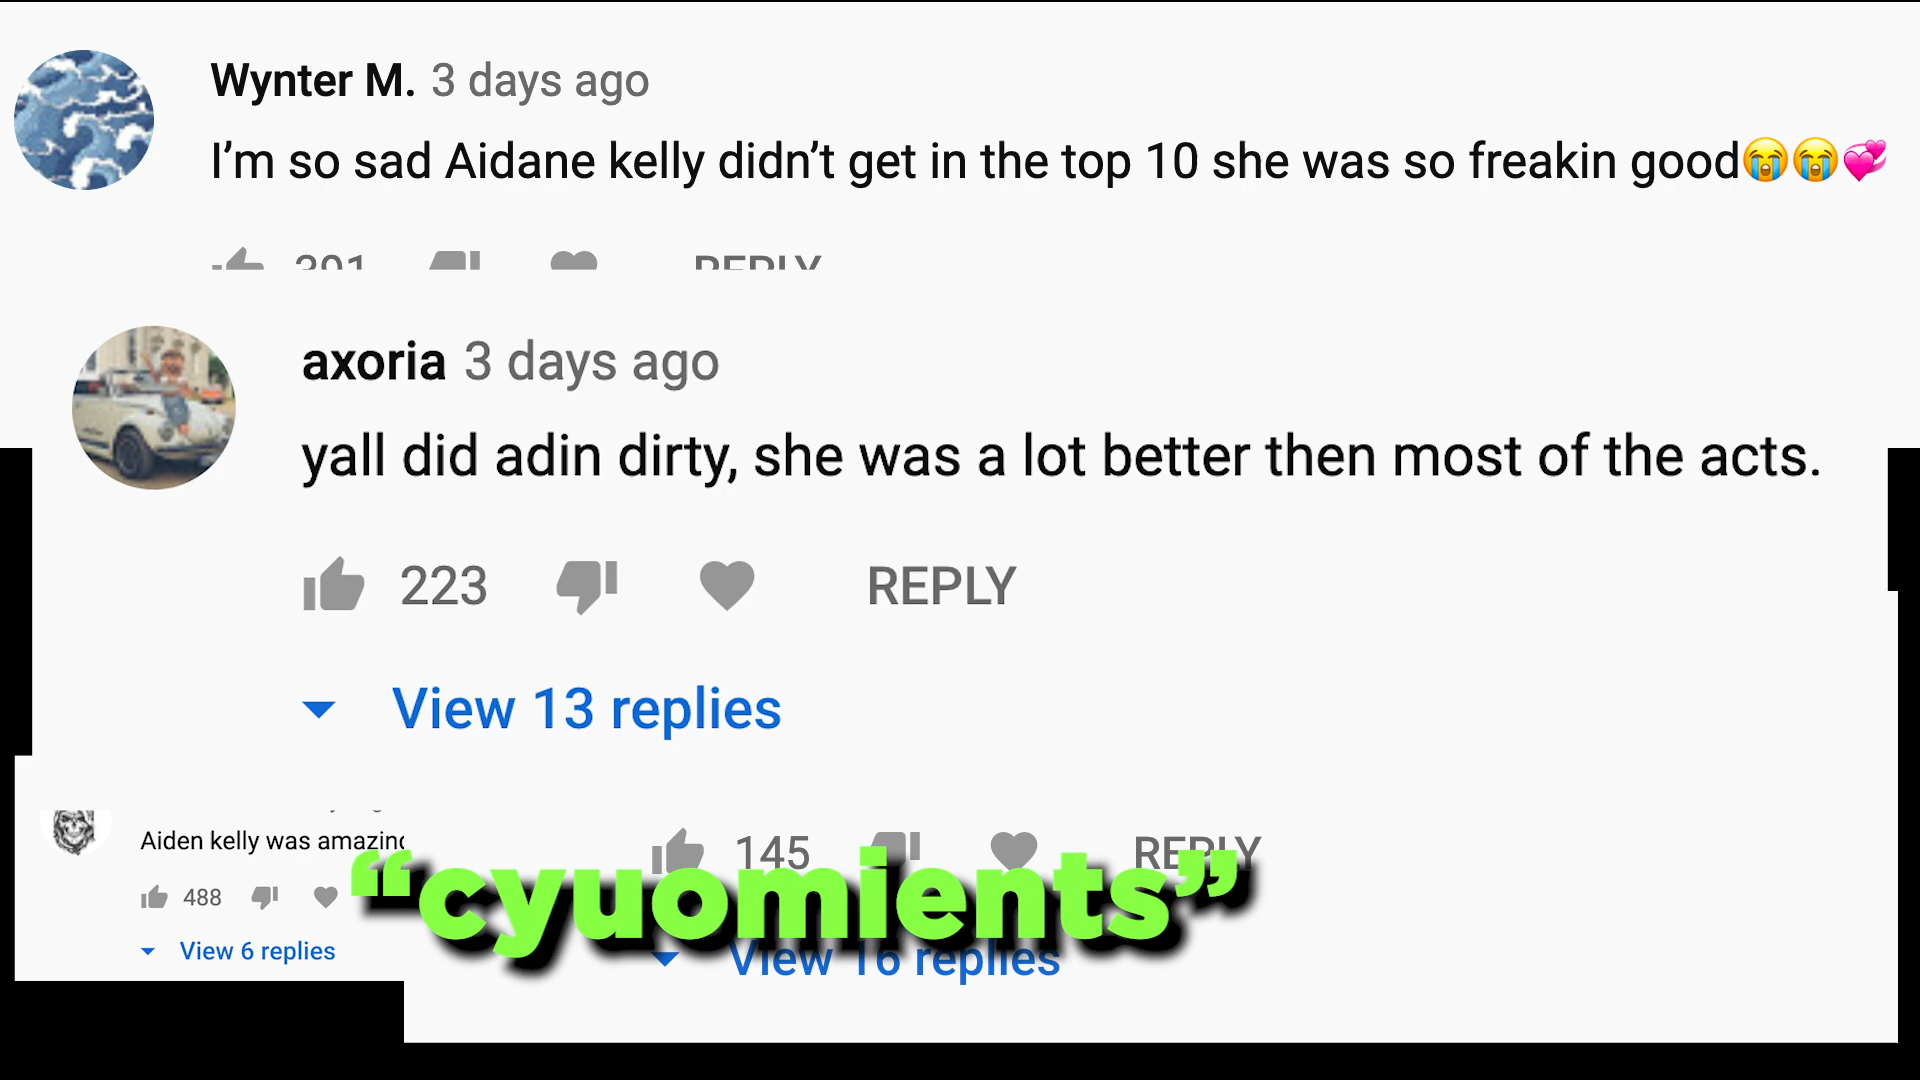 Wynter M. 3 days ago
I’m so sad Aidane kelly didn’t get in the top 10 she was so freakin good😭😭💞
391 REPLY
axoria 3 days ago
yall did adin dirty, she was a lot better then most of the acts.
223 REPLY
View 13 replies
Aiden kelly was amazing
145 REPLY
488
“cyuomients”
View 6 replies
View 16 replies